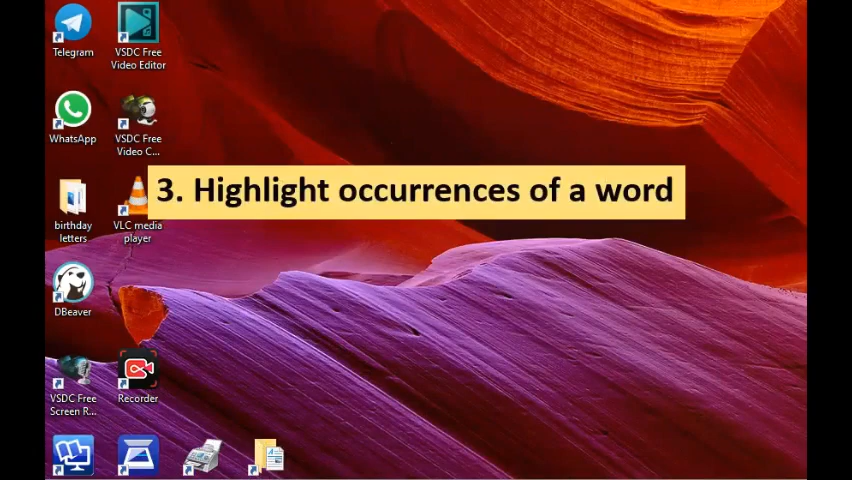 Telegram
VSDC Free
Video Editor
WhatsApp
VSDC Free
Video C...
3. Highlight occurrences of a word
birthday
letters
VLC media
player
DBeaver
VSDC Free
Screen R...
Recorder